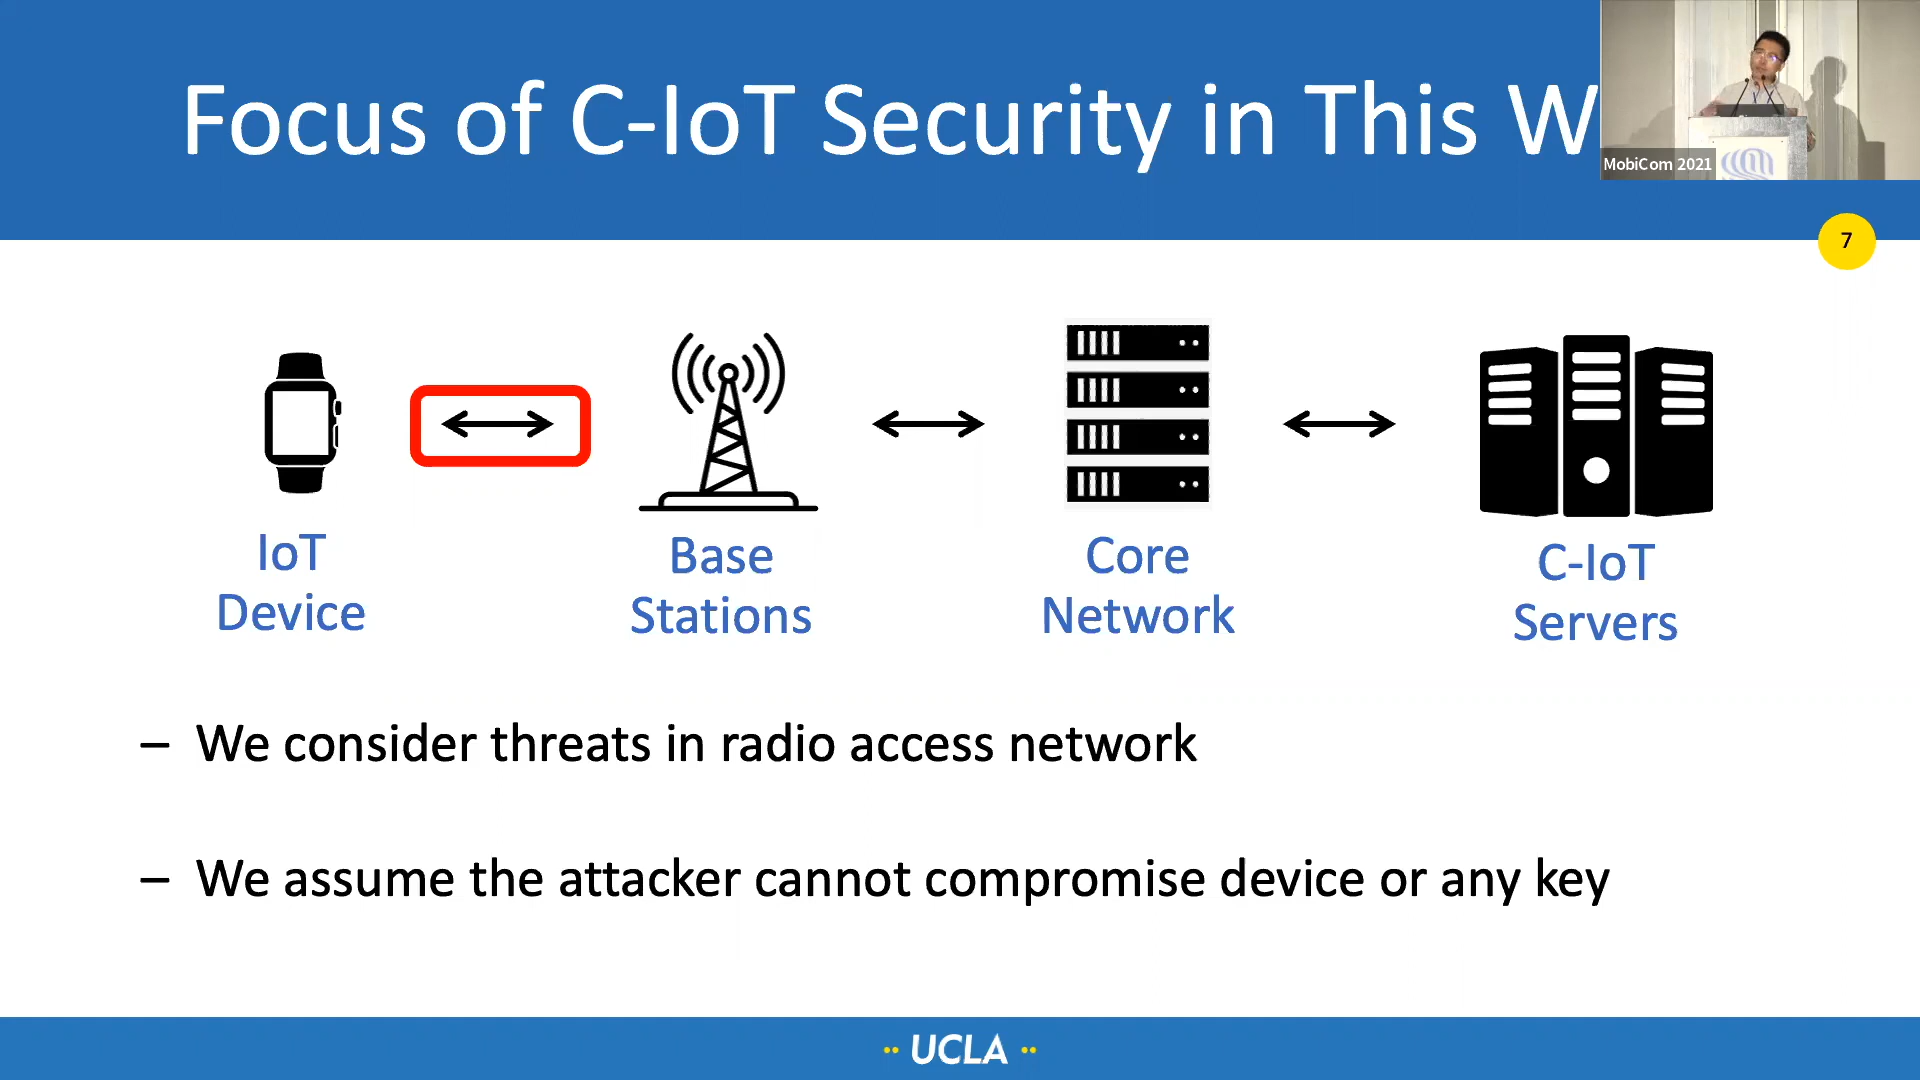 Focus of C-IoT Security in This W
MobiCom 2021
7
IoT
Device
Base
Stations
Core
Network
C-IoT
Servers
– We consider threats in radio access network
– We assume the attacker cannot compromise device or any key
UCLA